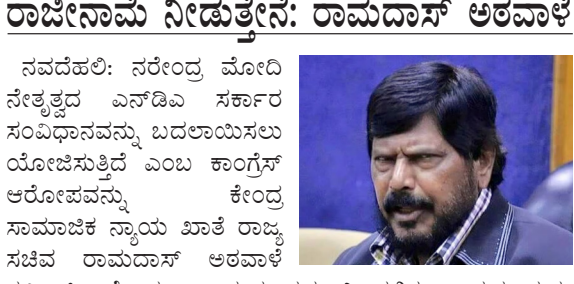 ರಾಜೀನಾಮೆ ನೀಡುತ್ತೇನೆ: ರಾಮದಾಸ್ ಅಠವಾಳೆ
ನವದೆಹಲಿ: ನರೇಂದ್ರ ಮೋದಿ
ನೇತೃತ್ವದ ಎನ್‌ಡಿಎ ಸರ್ಕಾರ
ಸಂವಿಧಾನವನ್ನು ಬದಲಾಯಿಸಲು
ಯೋಜಿಸುತ್ತಿದೆ ಎಂಬ ಕಾಂಗ್ರೆಸ್
ಆರೋಪವನ್ನು ಕೇಂದ್ರ
ಸಾಮಾಜಿಕ ನ್ಯಾಯ ಖಾತೆ ರಾಜ್ಯ
ಸಚಿವ ರಾಮದಾಸ್ ಅಠವಾಳೆ